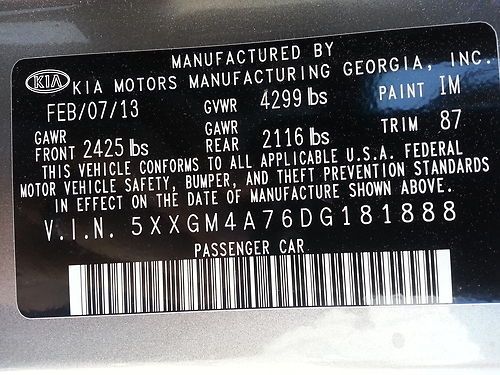 MANUFACTURED BY
KIA KIA MOTORS MANUFACTURING GEORGIA, INC.
FEB/07/13 GVWR 4299 lbs PAINT IM
GAWR FRONT 2425 lbs GAWR REAR 2116 lbs TRIM 87
THIS VEHICLE CONFORMS TO ALL APPLICABLE U.S.A. FEDERAL
MOTOR VEHICLE SAFETY, BUMPER, AND THEFT PREVENTION STANDARDS
IN EFFECT ON THE DATE OF MANUFACTURE SHOWN ABOVE.
V.I.N. 5XXGM4A76DG181888
PASSENGER CAR